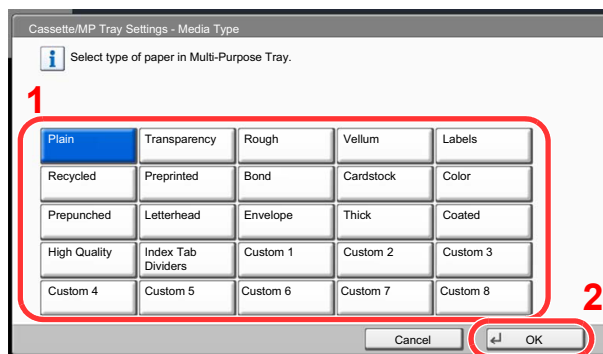 Cassette/MP Tray Settings - Media Type
Select type of paper in Multi-Purpose Tray.
1
Plain Transparency Rough Vellum Labels
Recycled Preprinted Bond Cardstock Color
Prepunched Letterhead Envelope Thick Coated
High Quality Index Tab Dividers Custom 1 Custom 2 Custom 3
Custom 4 Custom 5 Custom 6 Custom 7 Custom 8
2
Cancel OK